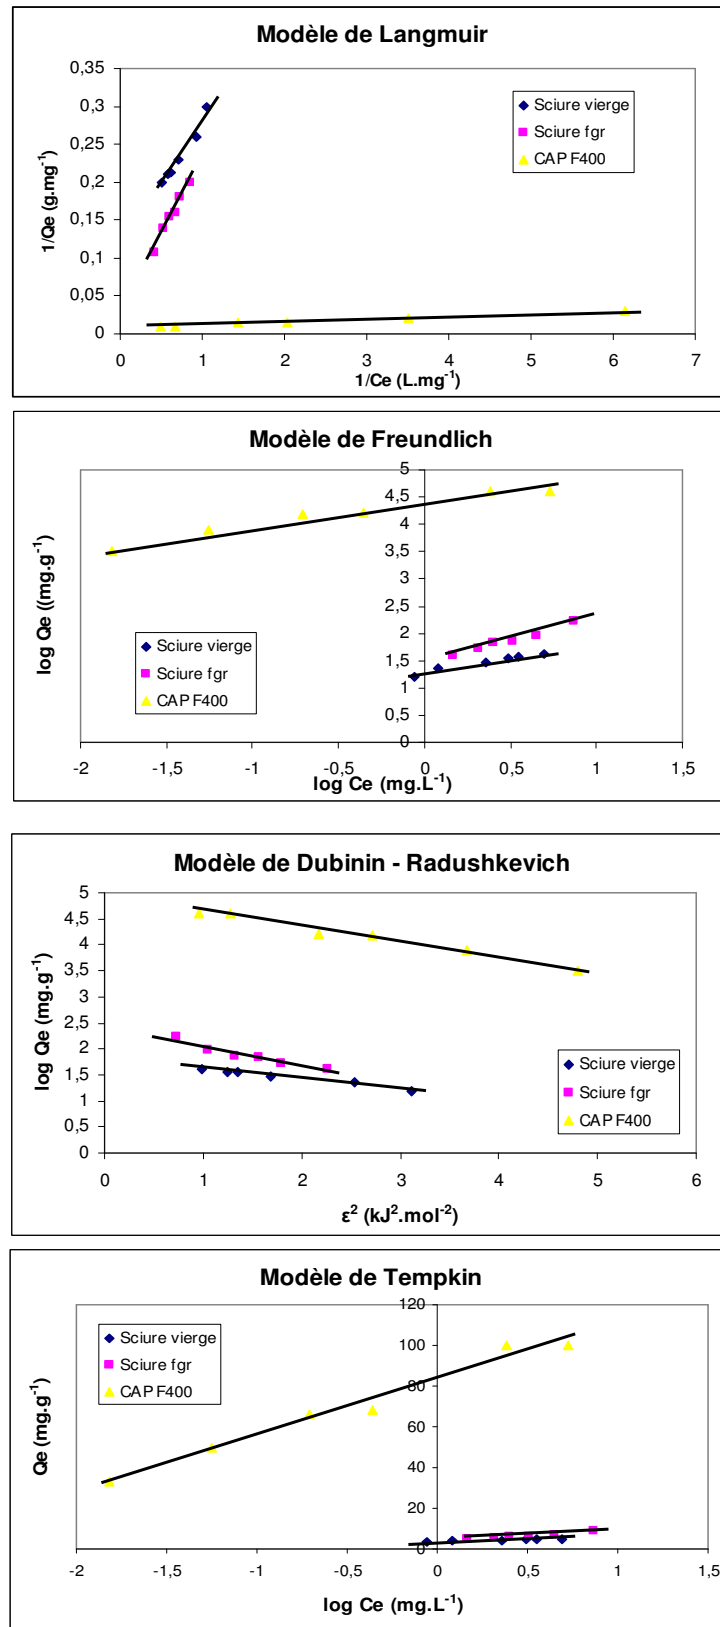 Modèle de Langmuir
0,35
0,3
0,25
0,2
0,15
0,1
0,05
0
1/Qe (g.mg⁻¹)
Sciure vierge
Sciure fgr
CAP F400
0 1 2 3 4 5 6 7
1/Ce (L.mg⁻¹)
Modèle de Freundlich
5
4,5
4
3,5
3
2,5
2
1,5
1
0,5
0
log Qe ((mg.g⁻¹)
Sciure vierge
Sciure fgr
CAP F400
-2 -1,5 -1 -0,5 0 0,5 1 1,5
log Ce (mg.L⁻¹)
Modèle de Dubinin - Radushkevich
5
4,5
4
3,5
3
2,5
2
1,5
1
0,5
0
log Qe (mg.g⁻¹)
Sciure vierge
Sciure fgr
CAP F400
0 1 2 3 4 5 6
ε² (kJ².mol⁻²)
Modèle de Tempkin
120
100
80
60
40
20
0
Qe (mg.g⁻¹)
Sciure vierge
Sciure fgr
CAP F400
-2 -1,5 -1 -0,5 0 0,5 1 1,5
log Ce (mg.L⁻¹)